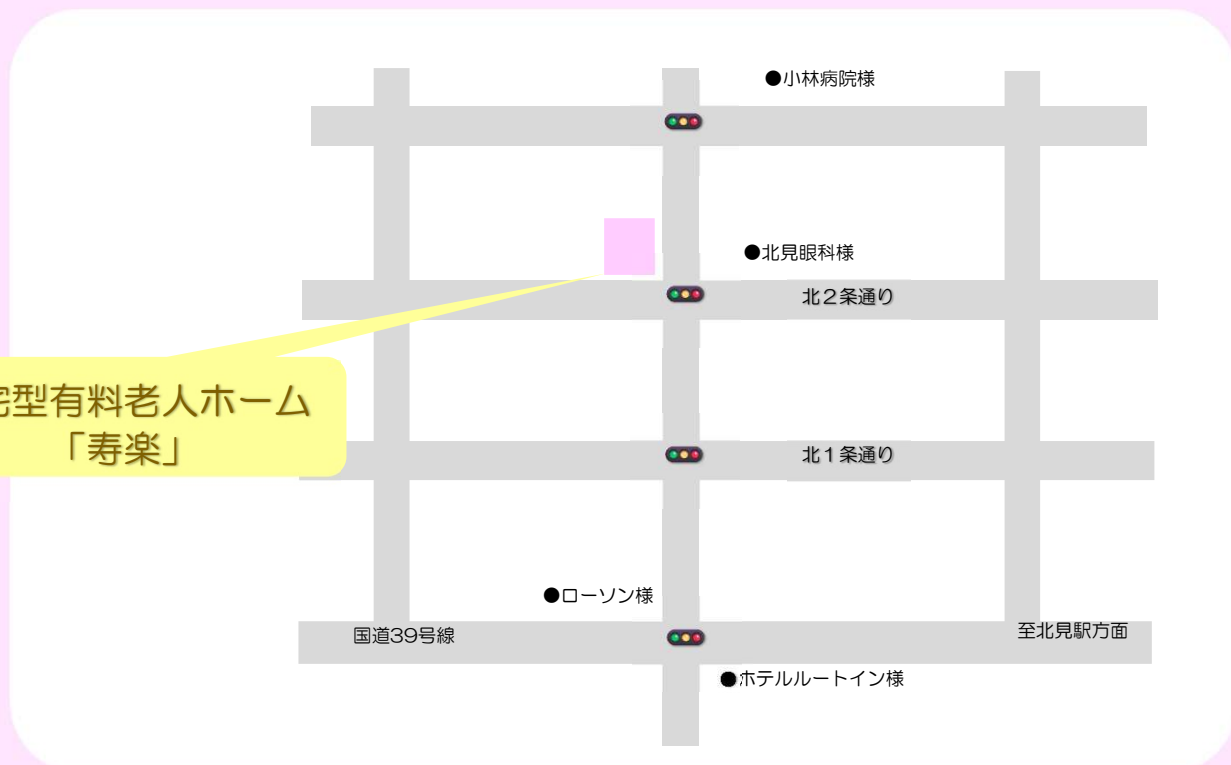 ●小林病院様
●北見眼科様
北2条通り
宅型有料老人ホーム
「寿楽」
北1条通り
●ローソン様
国道39号線
至北見駅方面
●ホテルルートイン様